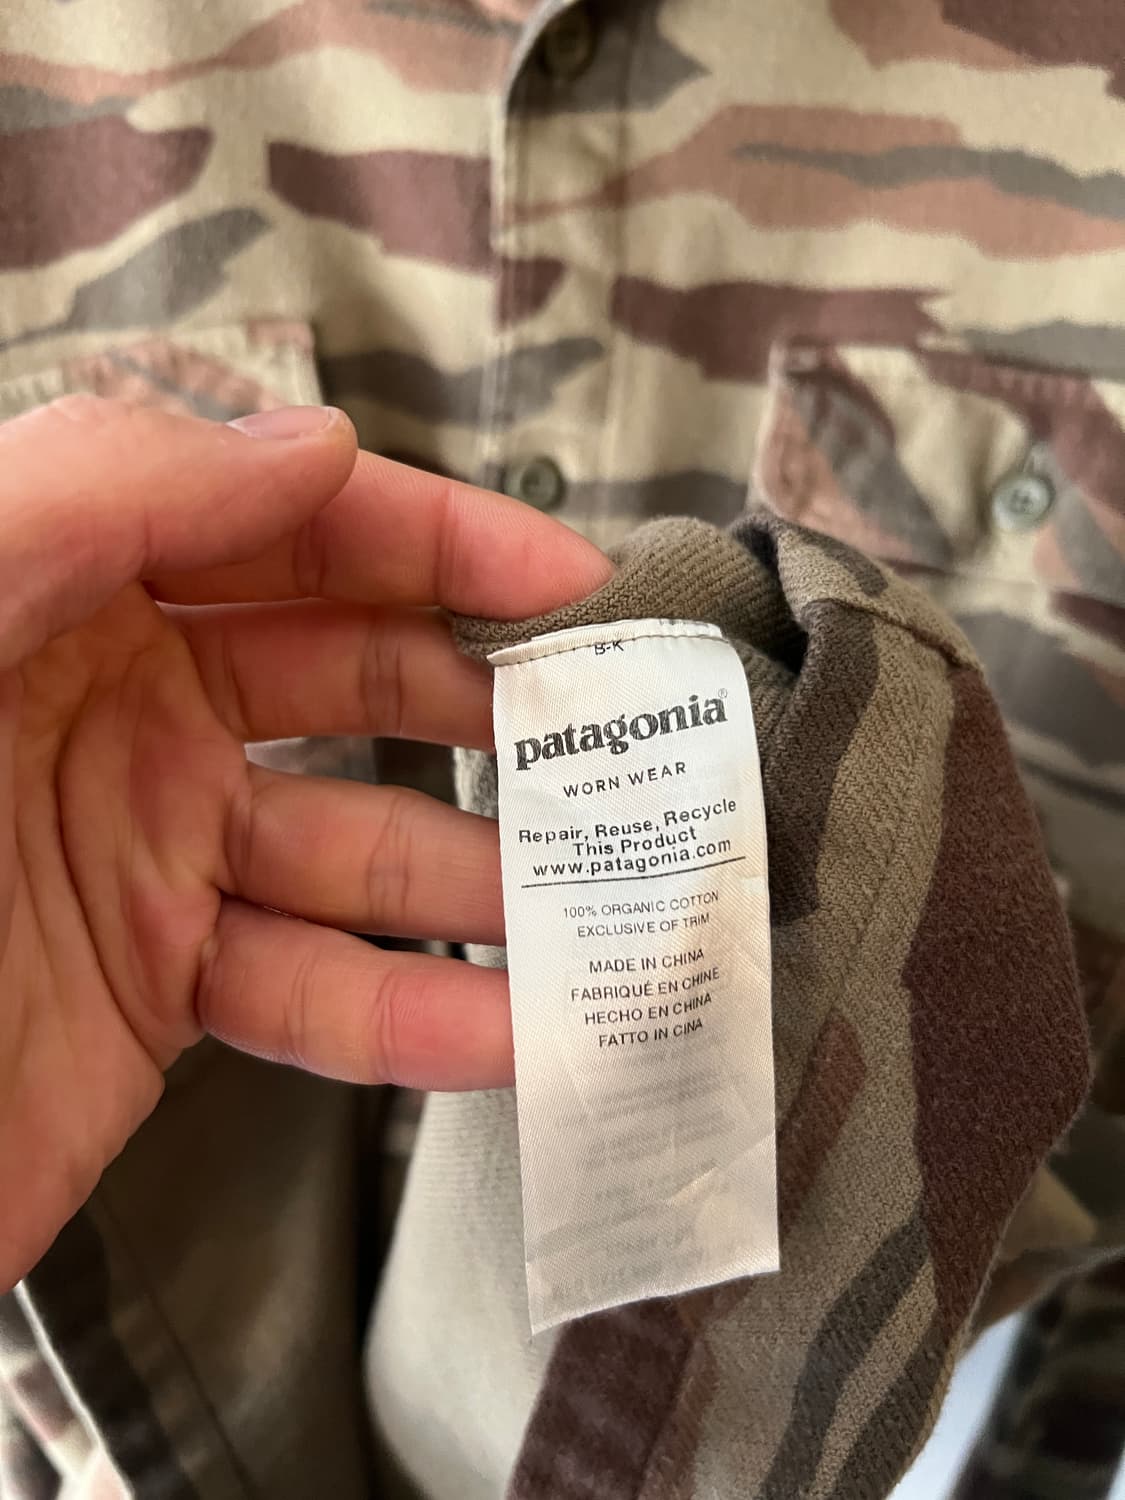 B-K
patagonia®
WORN WEAR
Repair, Reuse, Recycle
This Product
www.patagonia.com
100% ORGANIC COTTON
EXCLUSIVE OF TRIM
MADE IN CHINA
FABRIQUÉ EN CHINE
HECHO EN CHINA
FATTO IN CINA